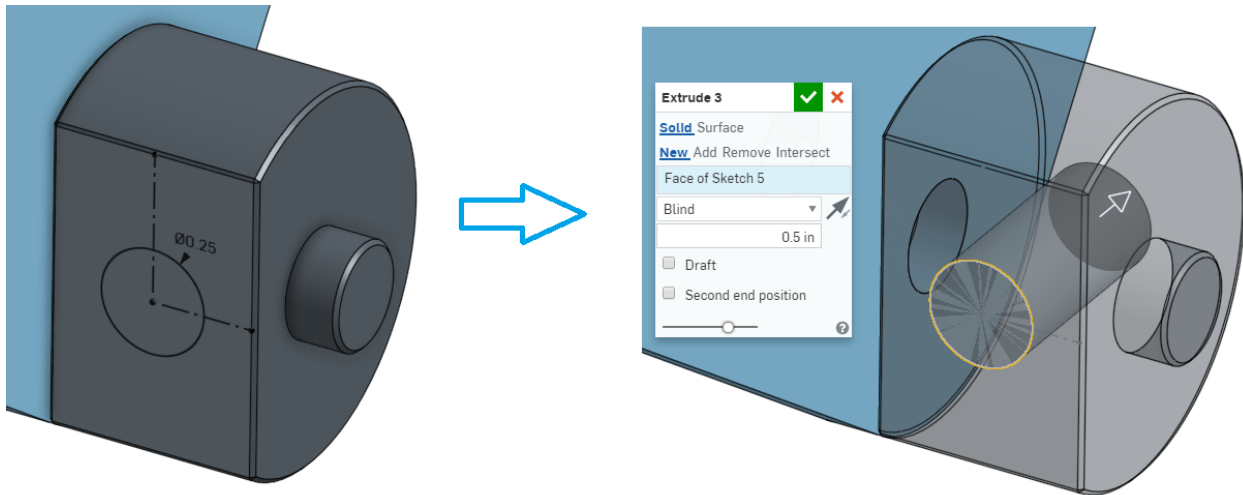 Ø0.25
Extrude 3
Solid Surface
New Add Remove Intersect
Face of Sketch 5
Blind
0.5 in
Draft
Second end position
?